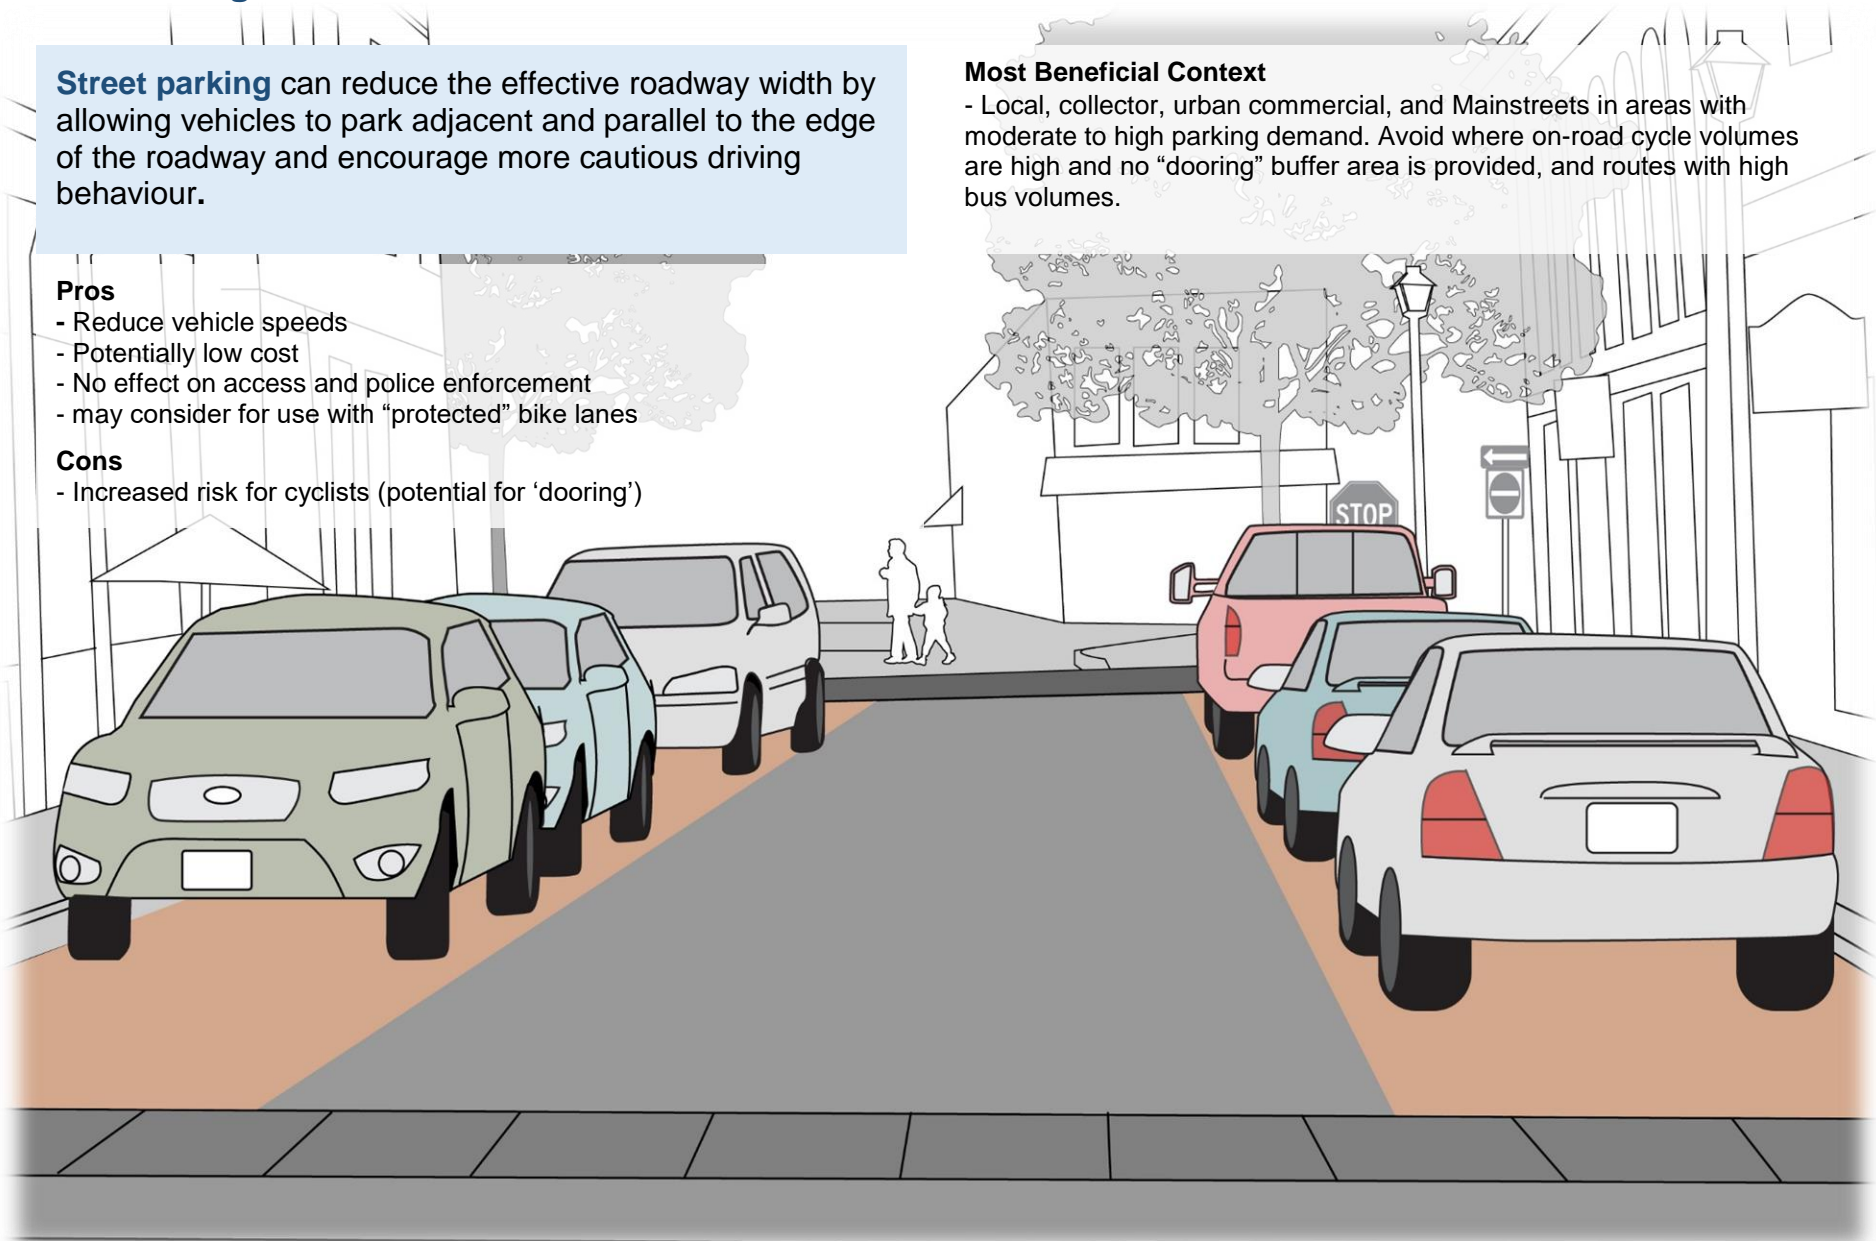 Street parking can reduce the effective roadway width by
allowing vehicles to park adjacent and parallel to the edge
of the roadway and encourage more cautious driving
behaviour.
Most Beneficial Context
- Local, collector, urban commercial, and Mainstreets in areas with
moderate to high parking demand. Avoid where on-road cycle volumes
are high and no “dooring” buffer area is provided, and routes with high
bus volumes.
Pros
- Reduce vehicle speeds
- Potentially low cost
- No effect on access and police enforcement
- may consider for use with “protected” bike lanes
Cons
- Increased risk for cyclists (potential for ‘dooring’)
STOP